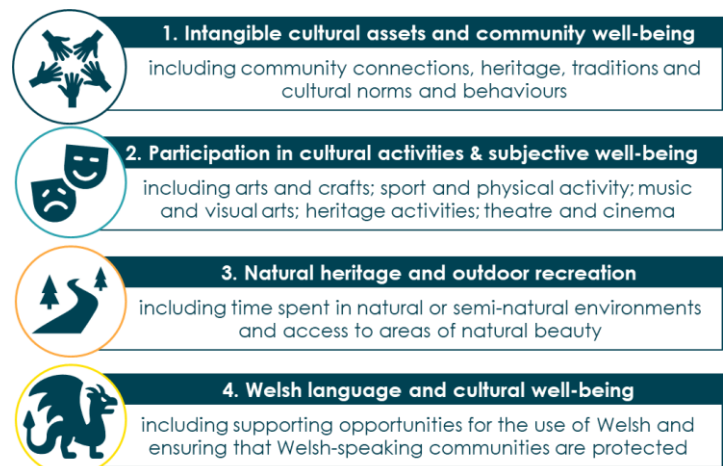 1. Intangible cultural assets and community well-being
including community connections, heritage, traditions and
cultural norms and behaviours
2. Participation in cultural activities & subjective well-being
including arts and crafts; sport and physical activity; music
and visual arts; heritage activities; theatre and cinema
3. Natural heritage and outdoor recreation
including time spent in natural or semi-natural environments
and access to areas of natural beauty
4. Welsh language and cultural well-being
including supporting opportunities for the use of Welsh and
ensuring that Welsh-speaking communities are protected